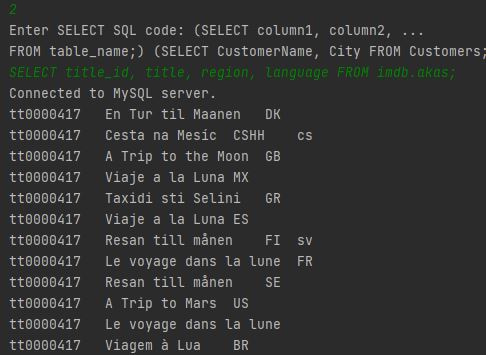 2
Enter SELECT SQL code: (SELECT column1, column2, ...
FROM table_name;) (SELECT CustomerName, City FROM Customers;
SELECT title_id, title, region, language FROM imdb.akas;
Connected to MySQL server.
tt0000417 En Tur til Maanen DK
tt0000417 Cesta na Mesíc CSHH cs
tt0000417 A Trip to the Moon GB
tt0000417 Viaje a la Luna MX
tt0000417 Taxidi sti Selini GR
tt0000417 Viaje a la Luna ES
tt0000417 Resan till månen FI sv
tt0000417 Le voyage dans la lune FR
tt0000417 Resan till månen SE
tt0000417 A Trip to Mars US
tt0000417 Le voyage dans la lune
tt0000417 Viagem à Lua BR